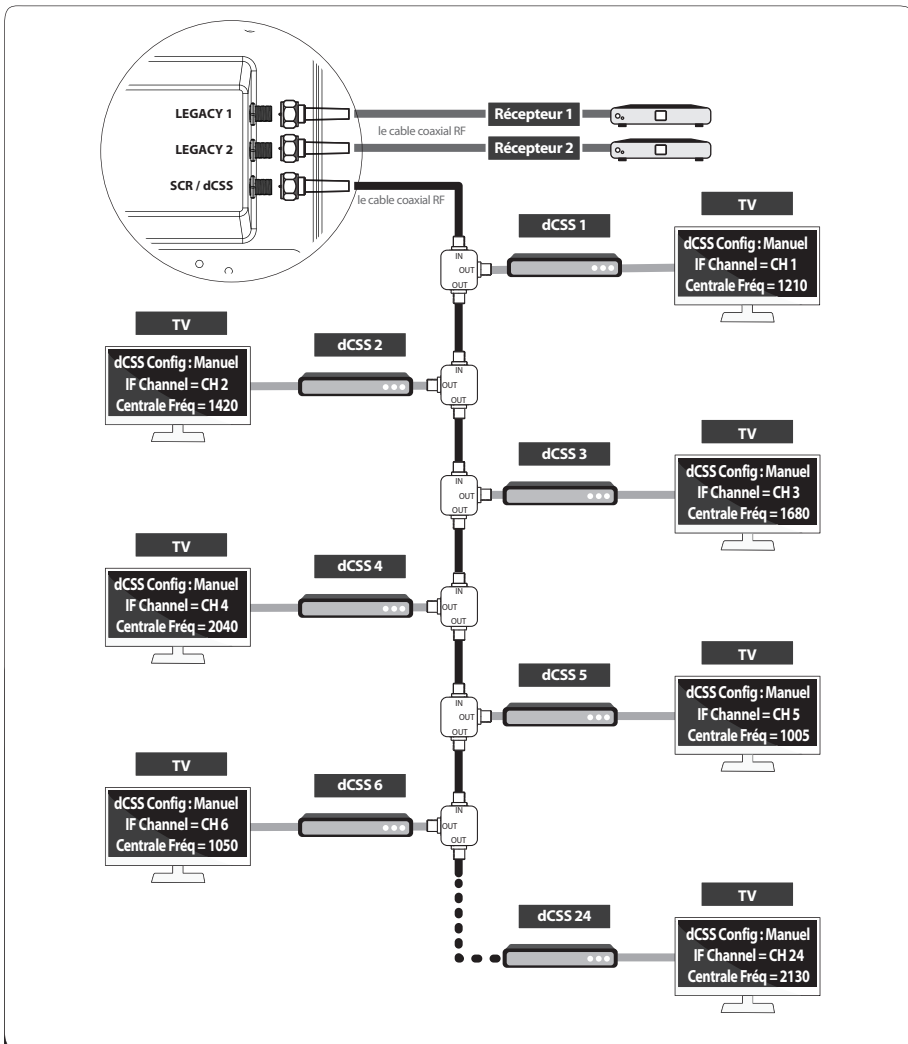 LEGACY 1
Récepteur 1
le cable coaxial RF
LEGACY 2
Récepteur 2
SCR / dCSS
le cable coaxial RF
TV
dCSS 1
IN
OUT
OUT
dCSS Config : Manuel
IF Channel = CH 1
Centrale Fréq = 1210
TV
dCSS 2
dCSS Config : Manuel
IF Channel = CH 2
Centrale Fréq = 1420
IN
OUT
OUT
TV
dCSS 3
IN
OUT
OUT
dCSS Config : Manuel
IF Channel = CH 3
Centrale Fréq = 1680
TV
dCSS 4
dCSS Config : Manuel
IF Channel = CH 4
Centrale Fréq = 2040
IN
OUT
OUT
TV
dCSS 5
IN
OUT
OUT
dCSS Config : Manuel
IF Channel = CH 5
Centrale Fréq = 1005
TV
dCSS 6
dCSS Config : Manuel
IF Channel = CH 6
Centrale Fréq = 1050
IN
OUT
OUT
TV
dCSS 24
dCSS Config : Manuel
IF Channel = CH 24
Centrale Fréq = 2130